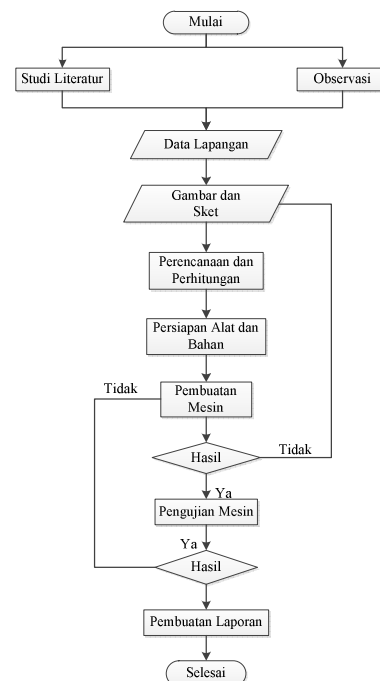 Mulai
Studi Literatur
Observasi
Data Lapangan
Gambar dan
Sket
Perencanaan dan
Perhitungan
Persiapan Alat dan
Bahan
Tidak
Pembuatan
Mesin
Hasil
Tidak
Ya
Pengujian Mesin
Ya
Hasil
Pembuatan Laporan
Selesai